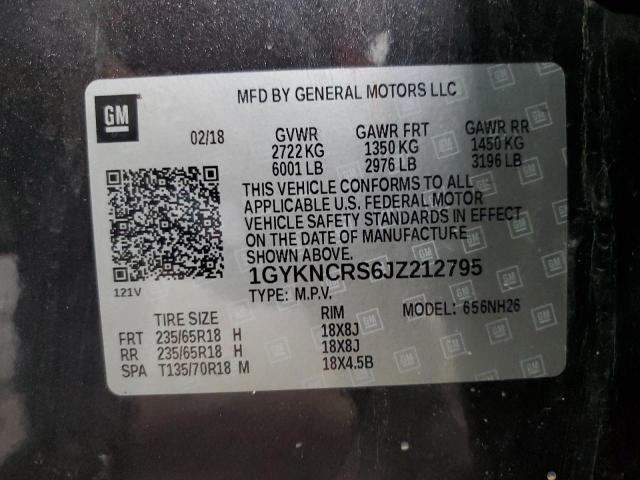 GM
MFD BY GENERAL MOTORS LLC
02/18 GVWR GAWR FRT GAWR RR
2722 KG 1350 KG 1450 KG
6001 LB 2976 LB 3196 LB
THIS VEHICLE CONFORMS TO ALL
APPLICABLE U.S. FEDERAL MOTOR
VEHICLE SAFETY STANDARDS IN EFFECT
ON THE DATE OF MANUFACTURE
SHOWN ABOVE.
1GYKNCRS6JZ212795
121V
TYPE: M.P.V. MODEL: 656NH26
TIRE SIZE RIM
FRT 235/65R18 H 18X8J
RR 235/65R18 H 18X8J
SPA T135/70R18 M 18X4.5B